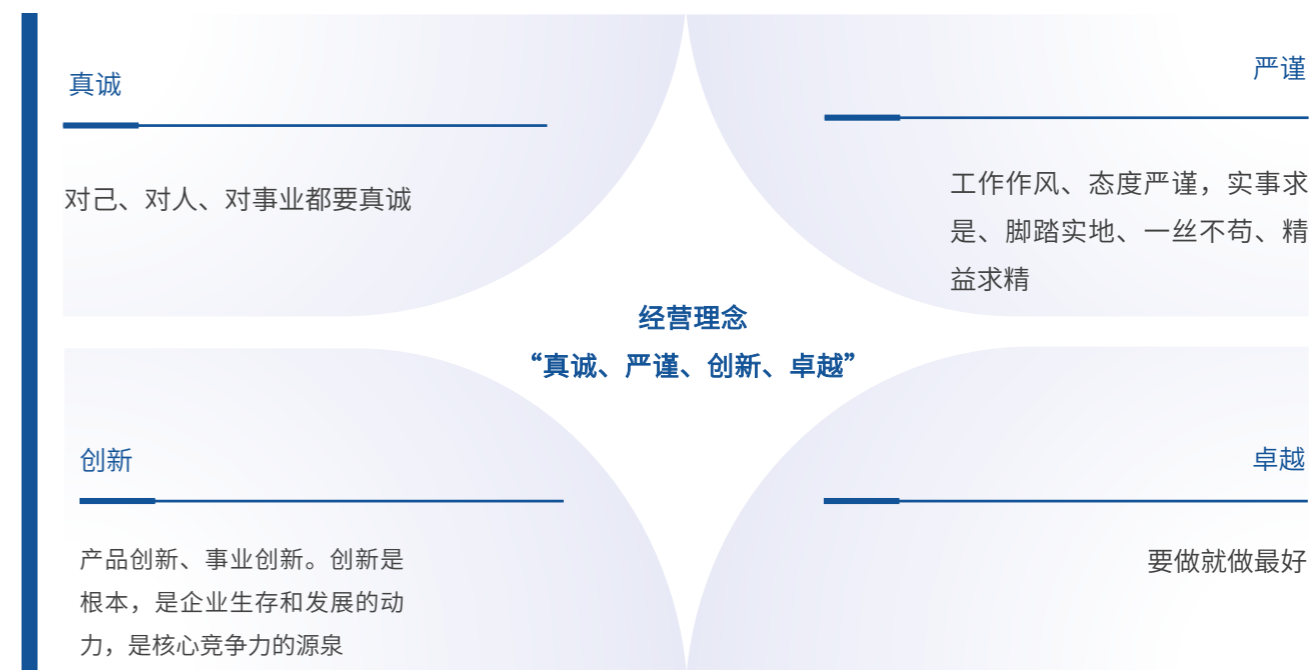 真诚
对己、对人、对事业都要真诚
严谨
工作作风、态度严谨，实事求
是、脚踏实地、一丝不苟、精
益求精
经营理念
“真诚、严谨、创新、卓越”
创新
产品创新、事业创新。创新是
根本，是企业生存和发展的动
力，是核心竞争力的源泉
卓越
要做就做最好